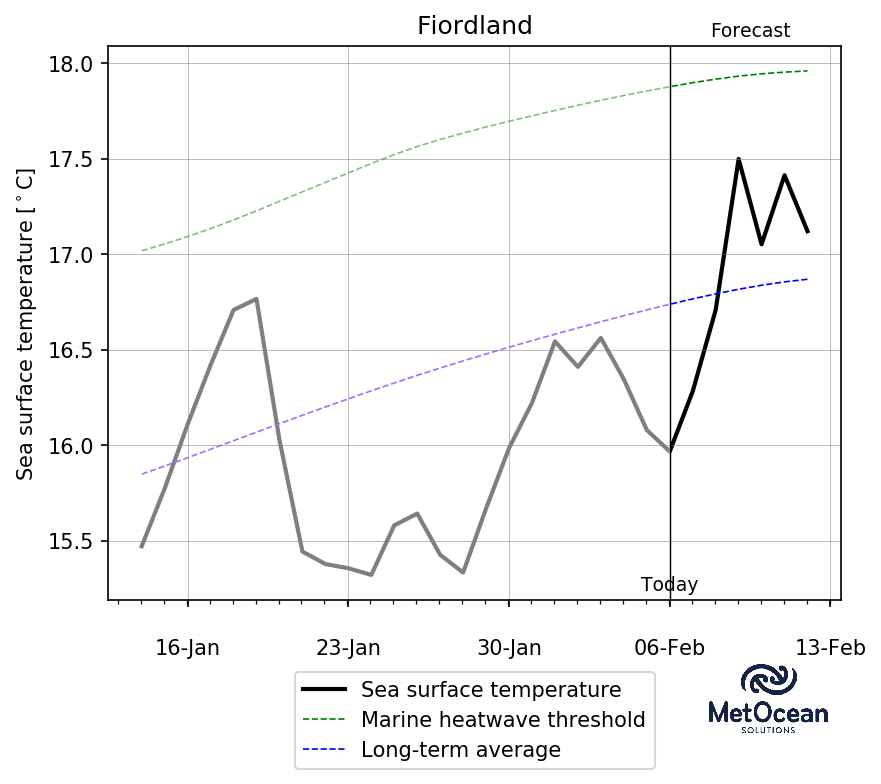 Fiordland
Forecast
Sea surface temperature [˚C]
18.0
17.5
17.0
16.5
16.0
15.5
Today
16-Jan
23-Jan
30-Jan
06-Feb
13-Feb
Sea surface temperature
Marine heatwave threshold
Long-term average
MetOcean
SOLUTIONS